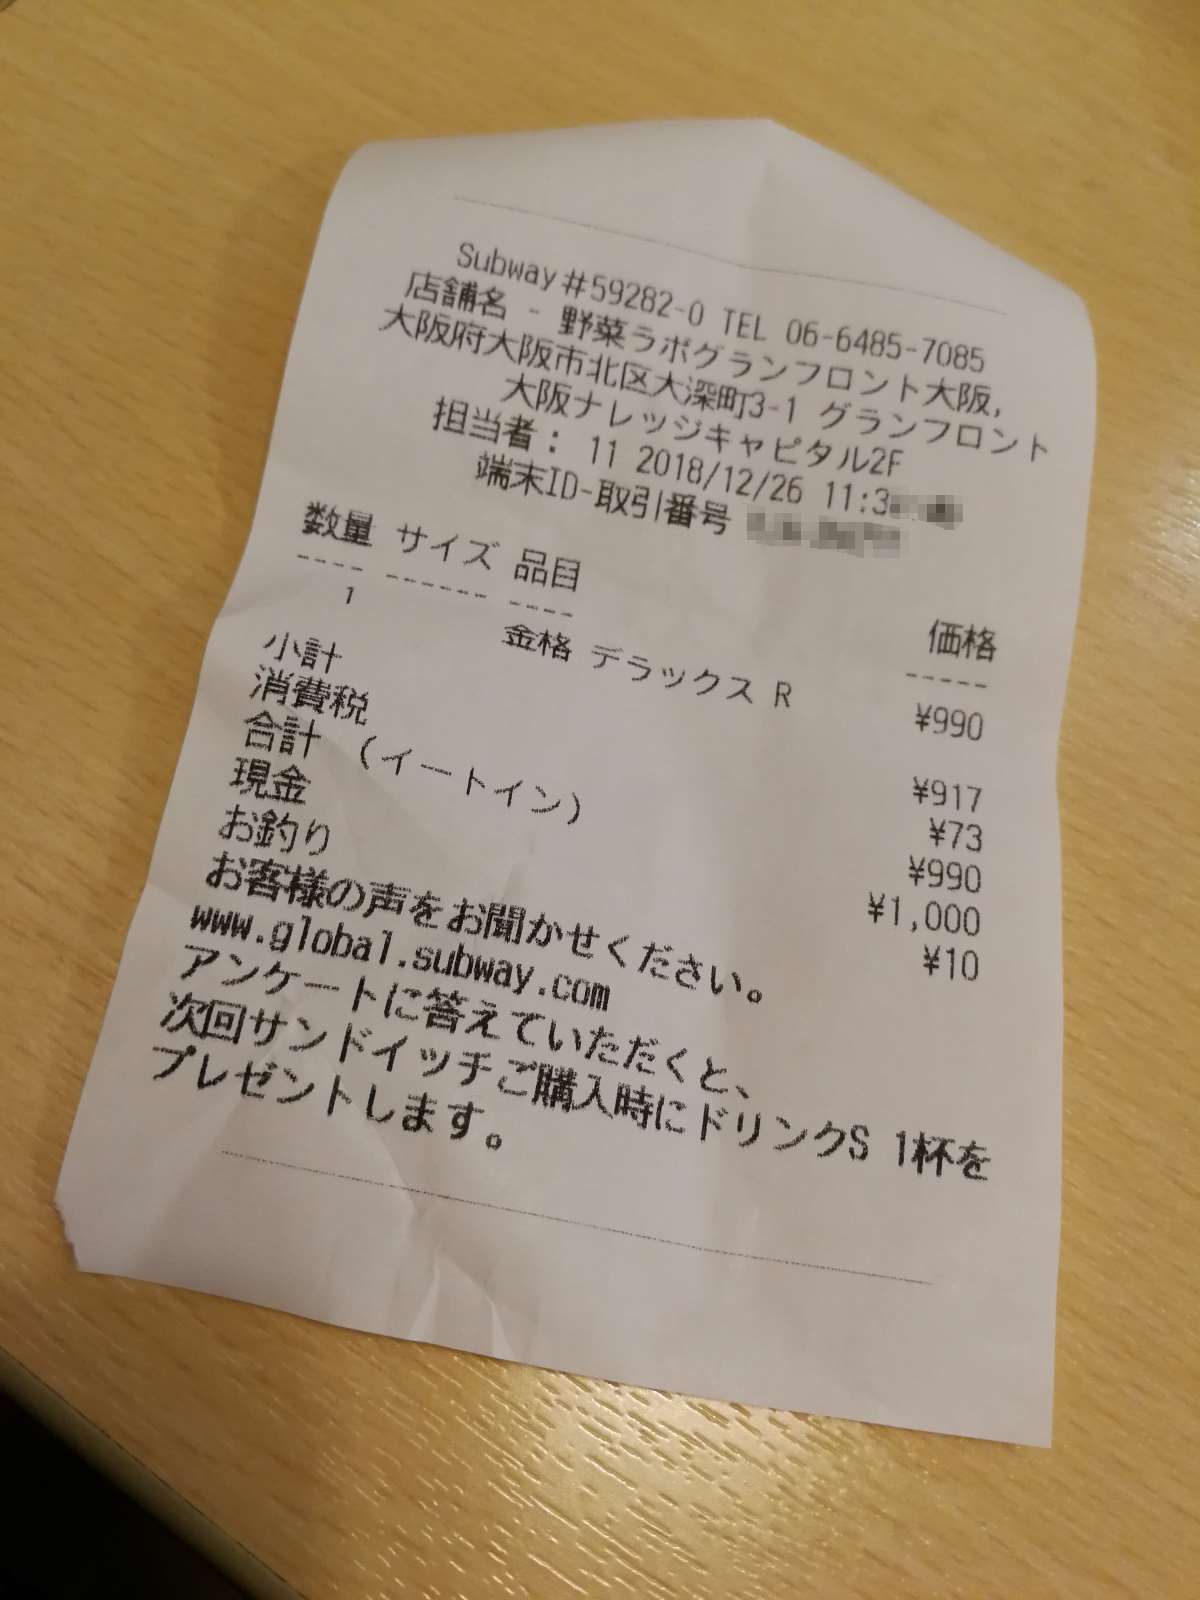 Subway#59282-0 TEL 06-6485-7085
店舗名 - 野菜ラボグランフロント大阪,
大阪府大阪市北区大深町3-1 グランフロント
大阪ナレッジキャピタル2F
担当者: 11 2018/12/26 11:3
端末ID-取引番号
数量 サイズ 品目 価格
---- ------ ---- -----
1 金格 デラックス R ¥990
小計 ¥917
消費税 ¥73
合計 (イートイン) ¥990
現金 ¥1,000
お釣り ¥10
お客様の声をお聞かせください。
www.global.subway.com
アンケートに答えていただくと、
次回サンドイッチご購入時にドリンクS 1杯を
プレゼントします。